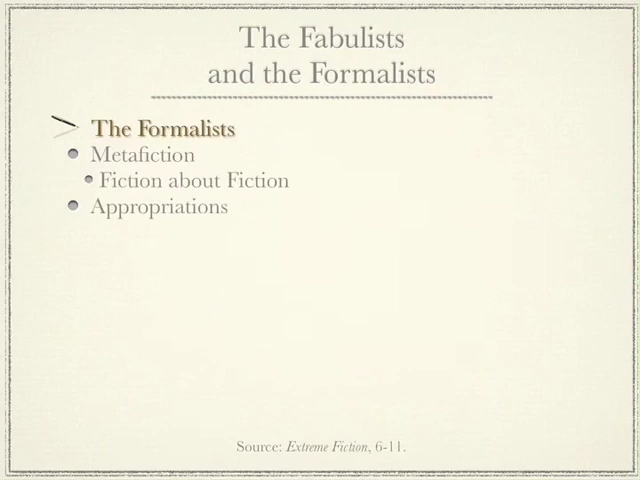 The Fabulists
and the Formalists
The Formalists
Metafiction
Fiction about Fiction
Appropriations
Source: Extreme Fiction, 6-11.